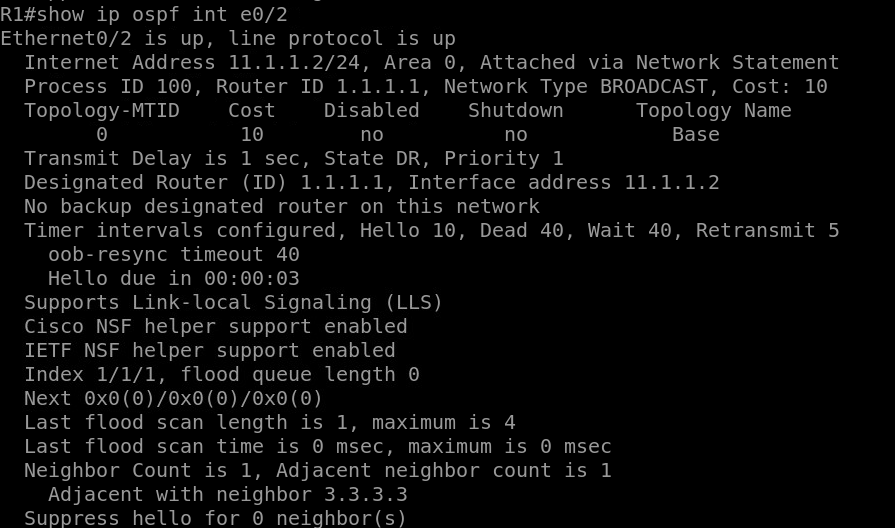 R1#show ip ospf int e0/2
Ethernet0/2 is up, line protocol is up
  Internet Address 11.1.1.2/24, Area 0, Attached via Network Statement
  Process ID 100, Router ID 1.1.1.1, Network Type BROADCAST, Cost: 10
  Topology-MTID    Cost    Disabled    Shutdown      Topology Name
        0           10        no          no            Base
  Transmit Delay is 1 sec, State DR, Priority 1
  Designated Router (ID) 1.1.1.1, Interface address 11.1.1.2
  No backup designated router on this network
  Timer intervals configured, Hello 10, Dead 40, Wait 40, Retransmit 5
    oob-resync timeout 40
    Hello due in 00:00:03
  Supports Link-local Signaling (LLS)
  Cisco NSF helper support enabled
  IETF NSF helper support enabled
  Index 1/1/1, flood queue length 0
  Next 0x0(0)/0x0(0)/0x0(0)
  Last flood scan length is 1, maximum is 4
  Last flood scan time is 0 msec, maximum is 0 msec
  Neighbor Count is 1, Adjacent neighbor count is 1
    Adjacent with neighbor 3.3.3.3
  Suppress hello for 0 neighbor(s)